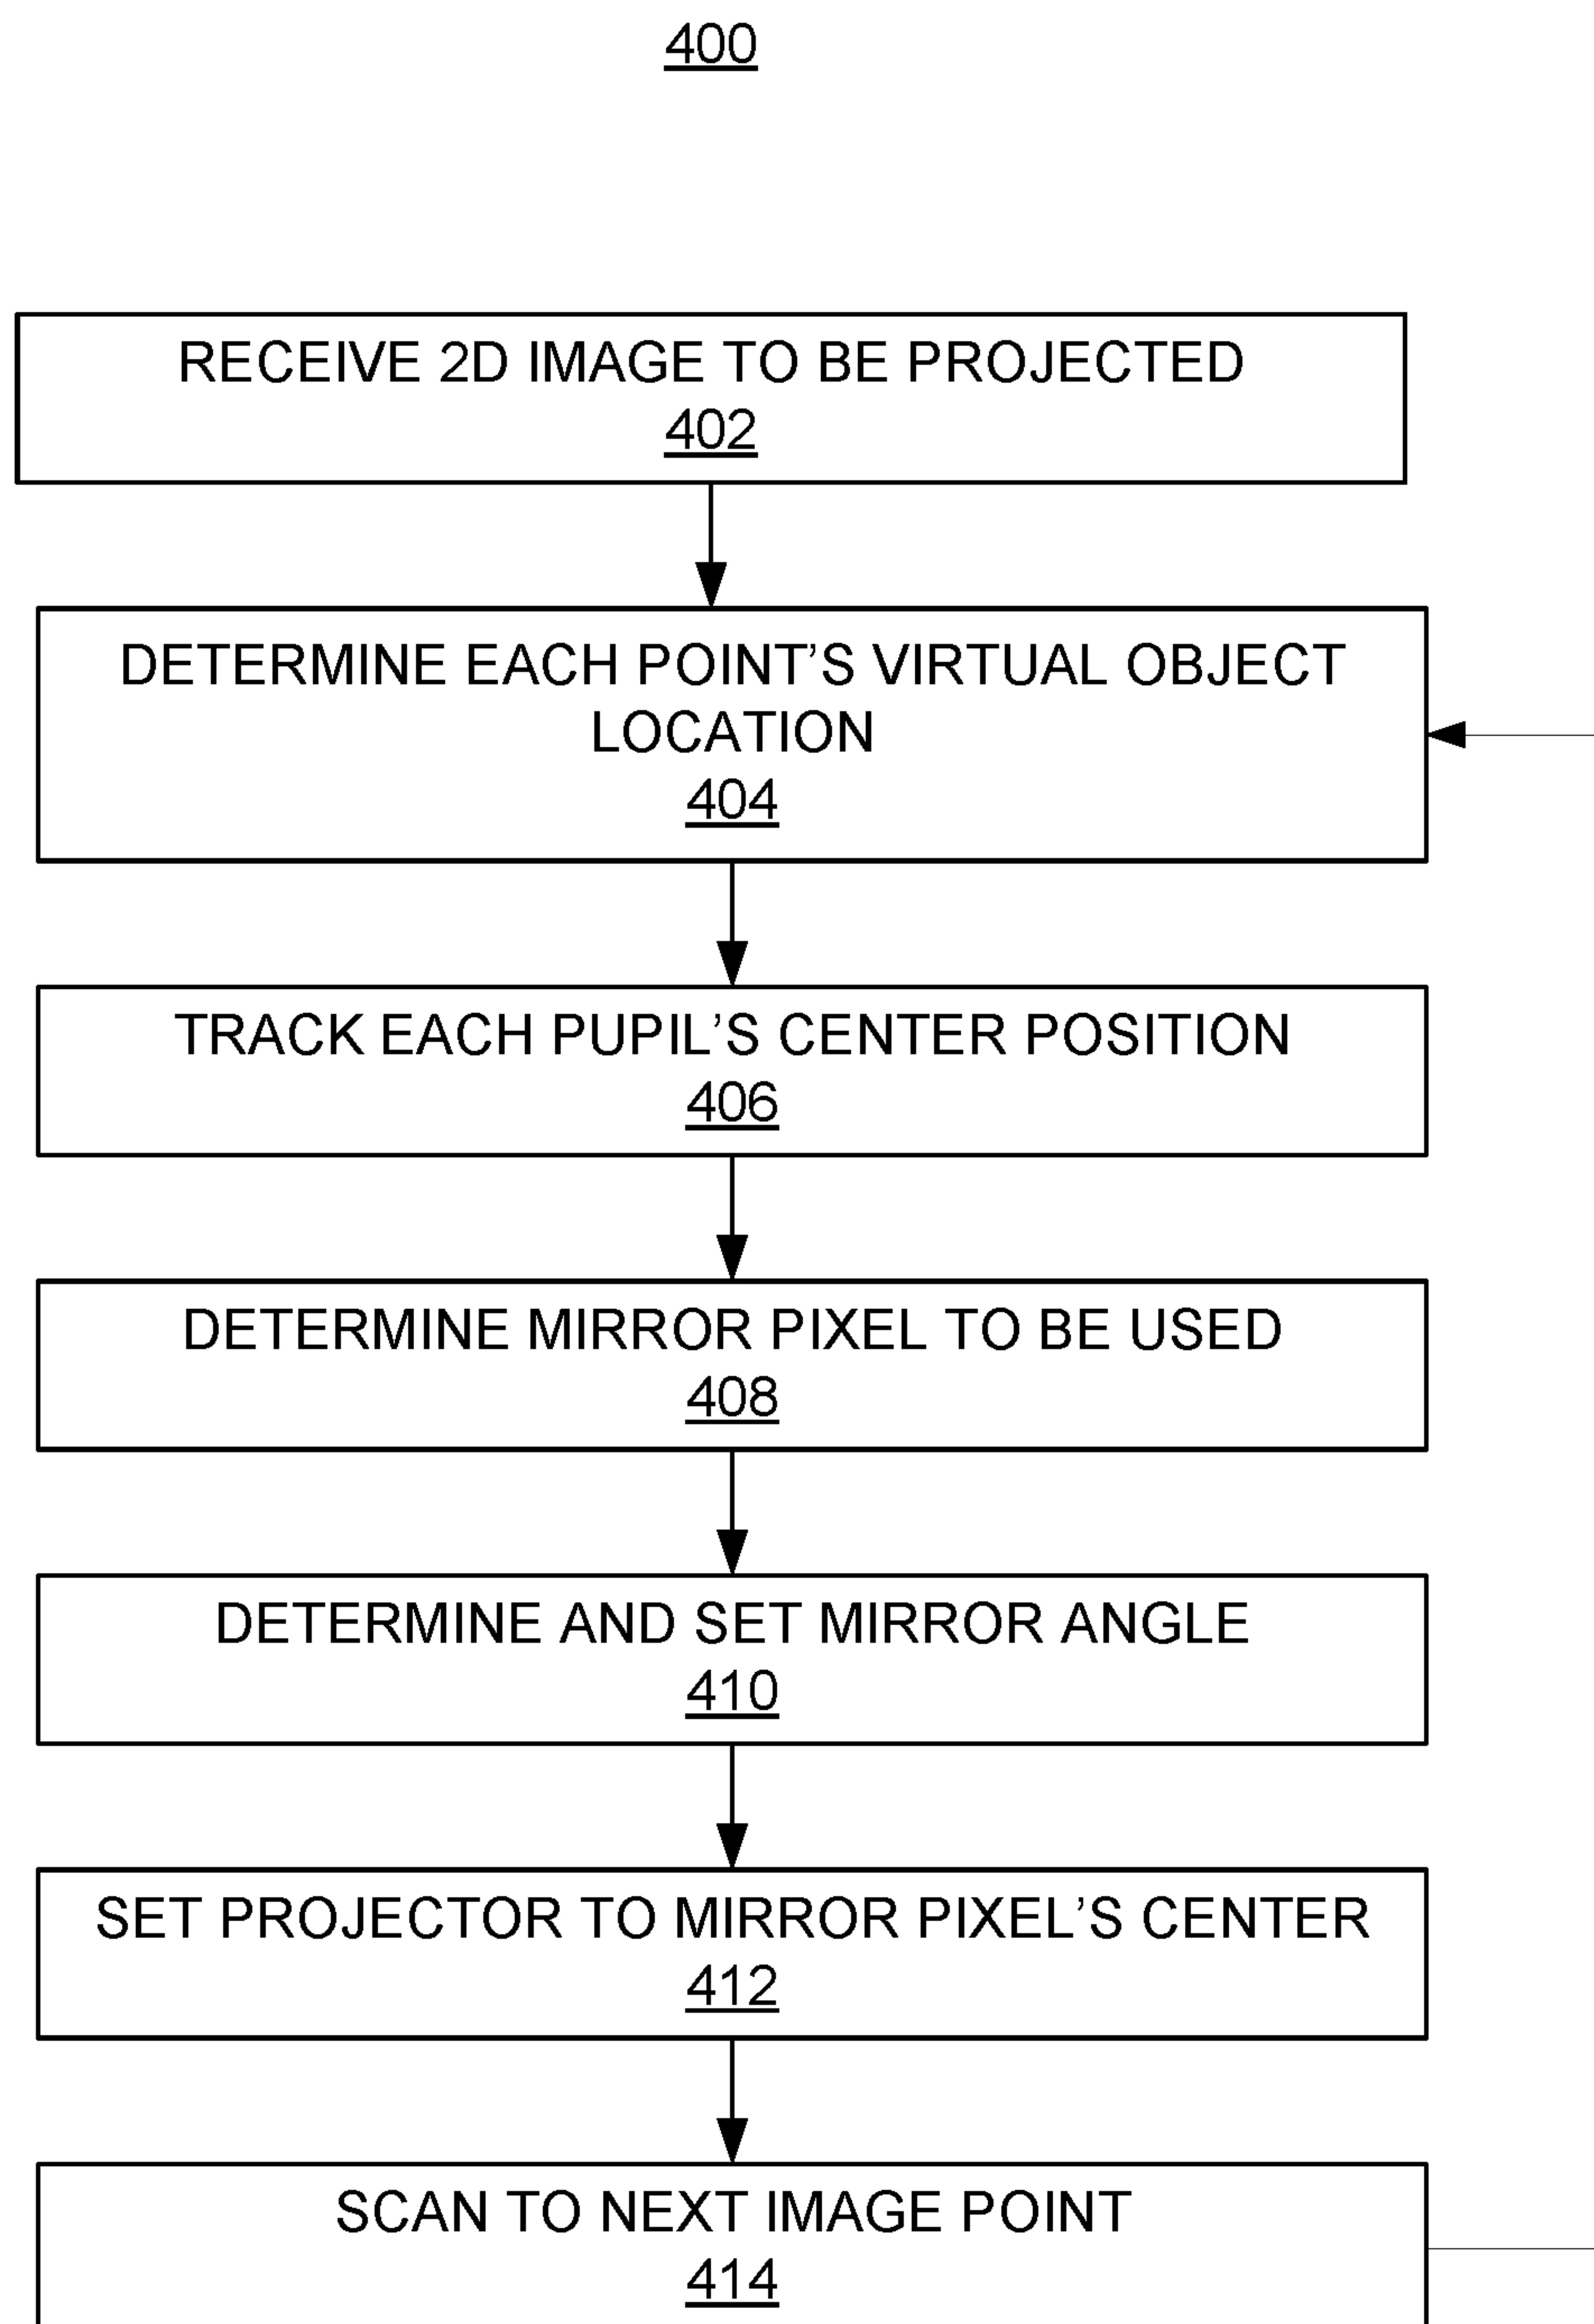 400
RECEIVE 2D IMAGE TO BE PROJECTED
402
DETERMINE EACH POINT'S VIRTUAL OBJECT
LOCATION
404
TRACK EACH PUPIL'S CENTER POSITION
406
DETERMINE MIRROR PIXEL TO BE USED
408
DETERMINE AND SET MIRROR ANGLE
410
SET PROJECTOR TO MIRROR PIXEL'S CENTER
412
SCAN TO NEXT IMAGE POINT
414